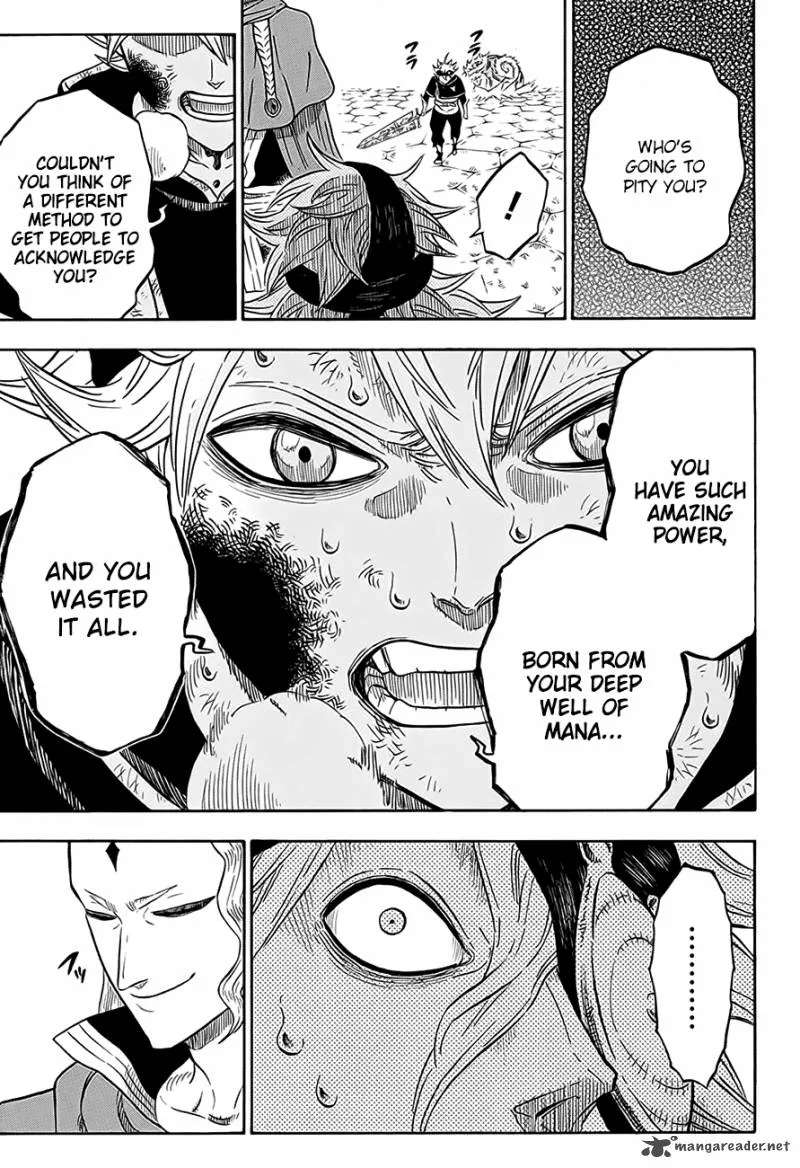 WHO'S
GOING TO
PITY YOU?
!
COULDN'T
YOU THINK OF
A DIFFERENT
METHOD TO
GET PEOPLE TO
ACKNOWLEDGE
YOU?
YOU
HAVE SUCH
AMAZING
POWER,
BORN FROM
YOUR DEEP
WELL OF
MANA...
AND YOU
WASTED
IT ALL.
.........
mangareader.net